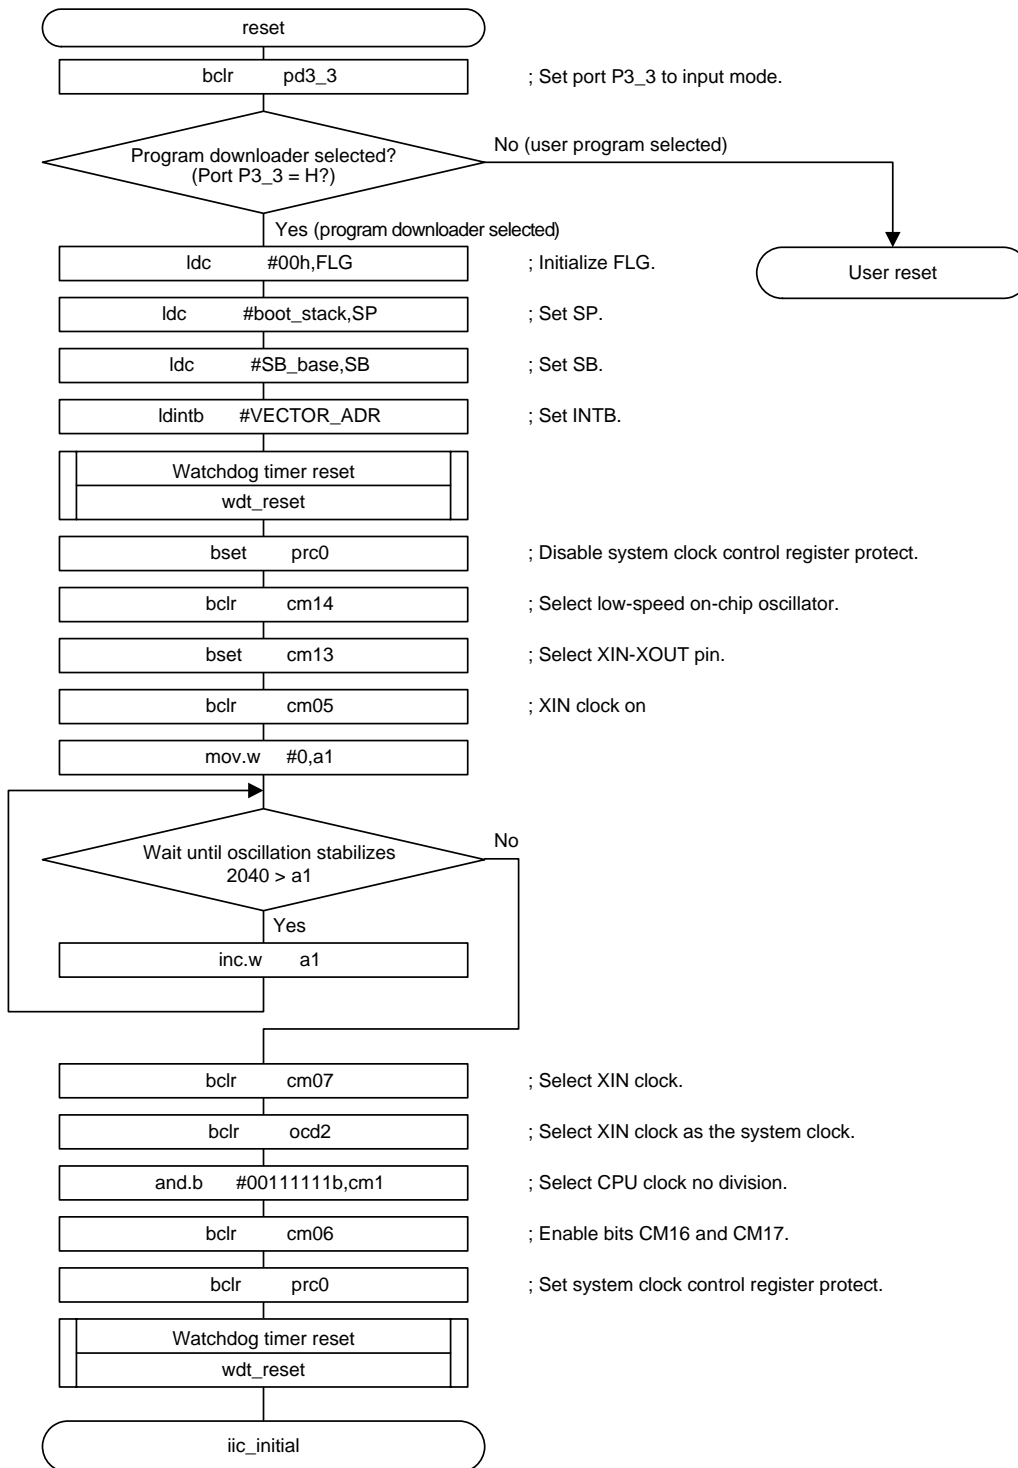 reset
bclr pd3_3 ; Set port P3_3 to input mode.
Program downloader selected?
(Port P3_3 = H?)
No (user program selected)
Yes (program downloader selected)
User reset
ldc #00h,FLG ; Initialize FLG.
ldc #boot_stack,SP ; Set SP.
ldc #SB_base,SB ; Set SB.
ldintb #VECTOR_ADR ; Set INTB.
Watchdog timer reset
wdt_reset
bset prc0 ; Disable system clock control register protect.
bclr cm14 ; Select low-speed on-chip oscillator.
bset cm13 ; Select XIN-XOUT pin.
bclr cm05 ; XIN clock on
mov.w #0,a1
Wait until oscillation stabilizes
2040 > a1
No
Yes
inc.w a1
bclr cm07 ; Select XIN clock.
bclr ocd2 ; Select XIN clock as the system clock.
and.b #00111111b,cm1 ; Select CPU clock no division.
bclr cm06 ; Enable bits CM16 and CM17.
bclr prc0 ; Set system clock control register protect.
Watchdog timer reset
wdt_reset
iic_initial